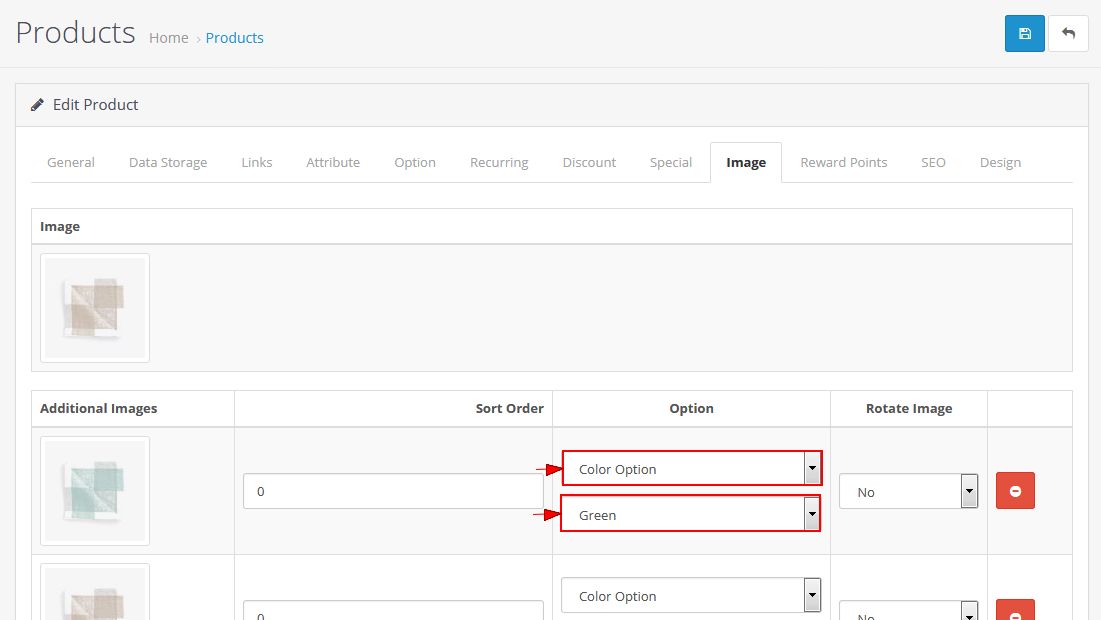 Products Home › Products
Edit Product
General Data Storage Links Attribute Option Recurring Discount Special Image Reward Points SEO Design
Image
Additional Images Sort Order Option Rotate Image
Color Option
0 No
Green
Color Option
0 No